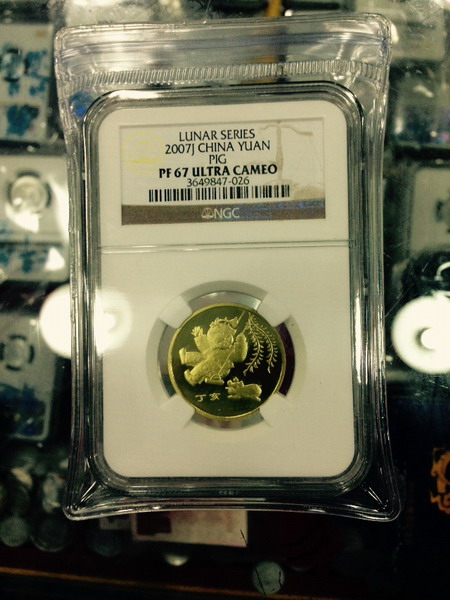 LUNAR SERIES
2007J CHINA YUAN
PIG
PF 67 ULTRA CAMEO
3649847-026
NGC
丁亥